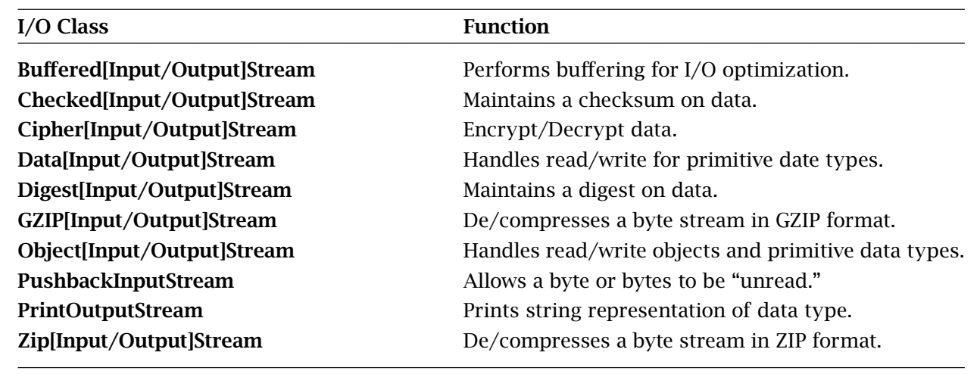 I/O Class Function
Buffered[Input/Output]Stream Performs buffering for I/O optimization.
Checked[Input/Output]Stream Maintains a checksum on data.
Cipher[Input/Output]Stream Encrypt/Decrypt data.
Data[Input/Output]Stream Handles read/write for primitive date types.
Digest[Input/Output]Stream Maintains a digest on data.
GZIP[Input/Output]Stream De/compresses a byte stream in GZIP format.
Object[Input/Output]Stream Handles read/write objects and primitive data types.
PushbackInputStream Allows a byte or bytes to be “unread.”
PrintOutputStream Prints string representation of data type.
Zip[Input/Output]Stream De/compresses a byte stream in ZIP format.